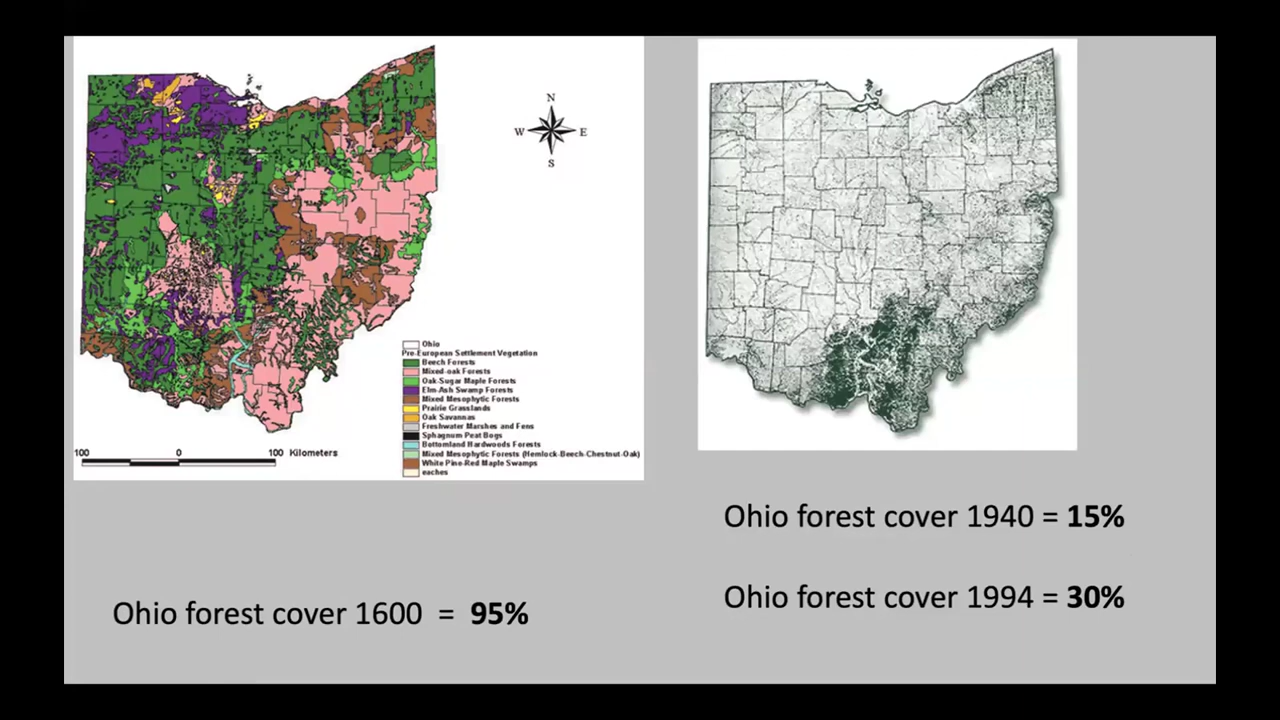 N
W E
S
Ohio
Pre-European Settlement Vegetation
Beech Forests
Mixed-oak Forests
Oak-Sugar Maple Forests
Elm-Ash Swamp Forests
Mixed Mesophytic Forests
Prairie Grasslands
Oak Savannas
Freshwater Marshes and Fens
Sphagnum Peat Bogs
Bottomland Hardwoods Forests
Mixed Mesophytic Forests (Hemlock-Beech-Chestnut-Oak)
White Pine-Red Maple Swamps
eaches
100 0 100 Kilometers
Ohio forest cover 1600 = 95%
Ohio forest cover 1940 = 15%
Ohio forest cover 1994 = 30%